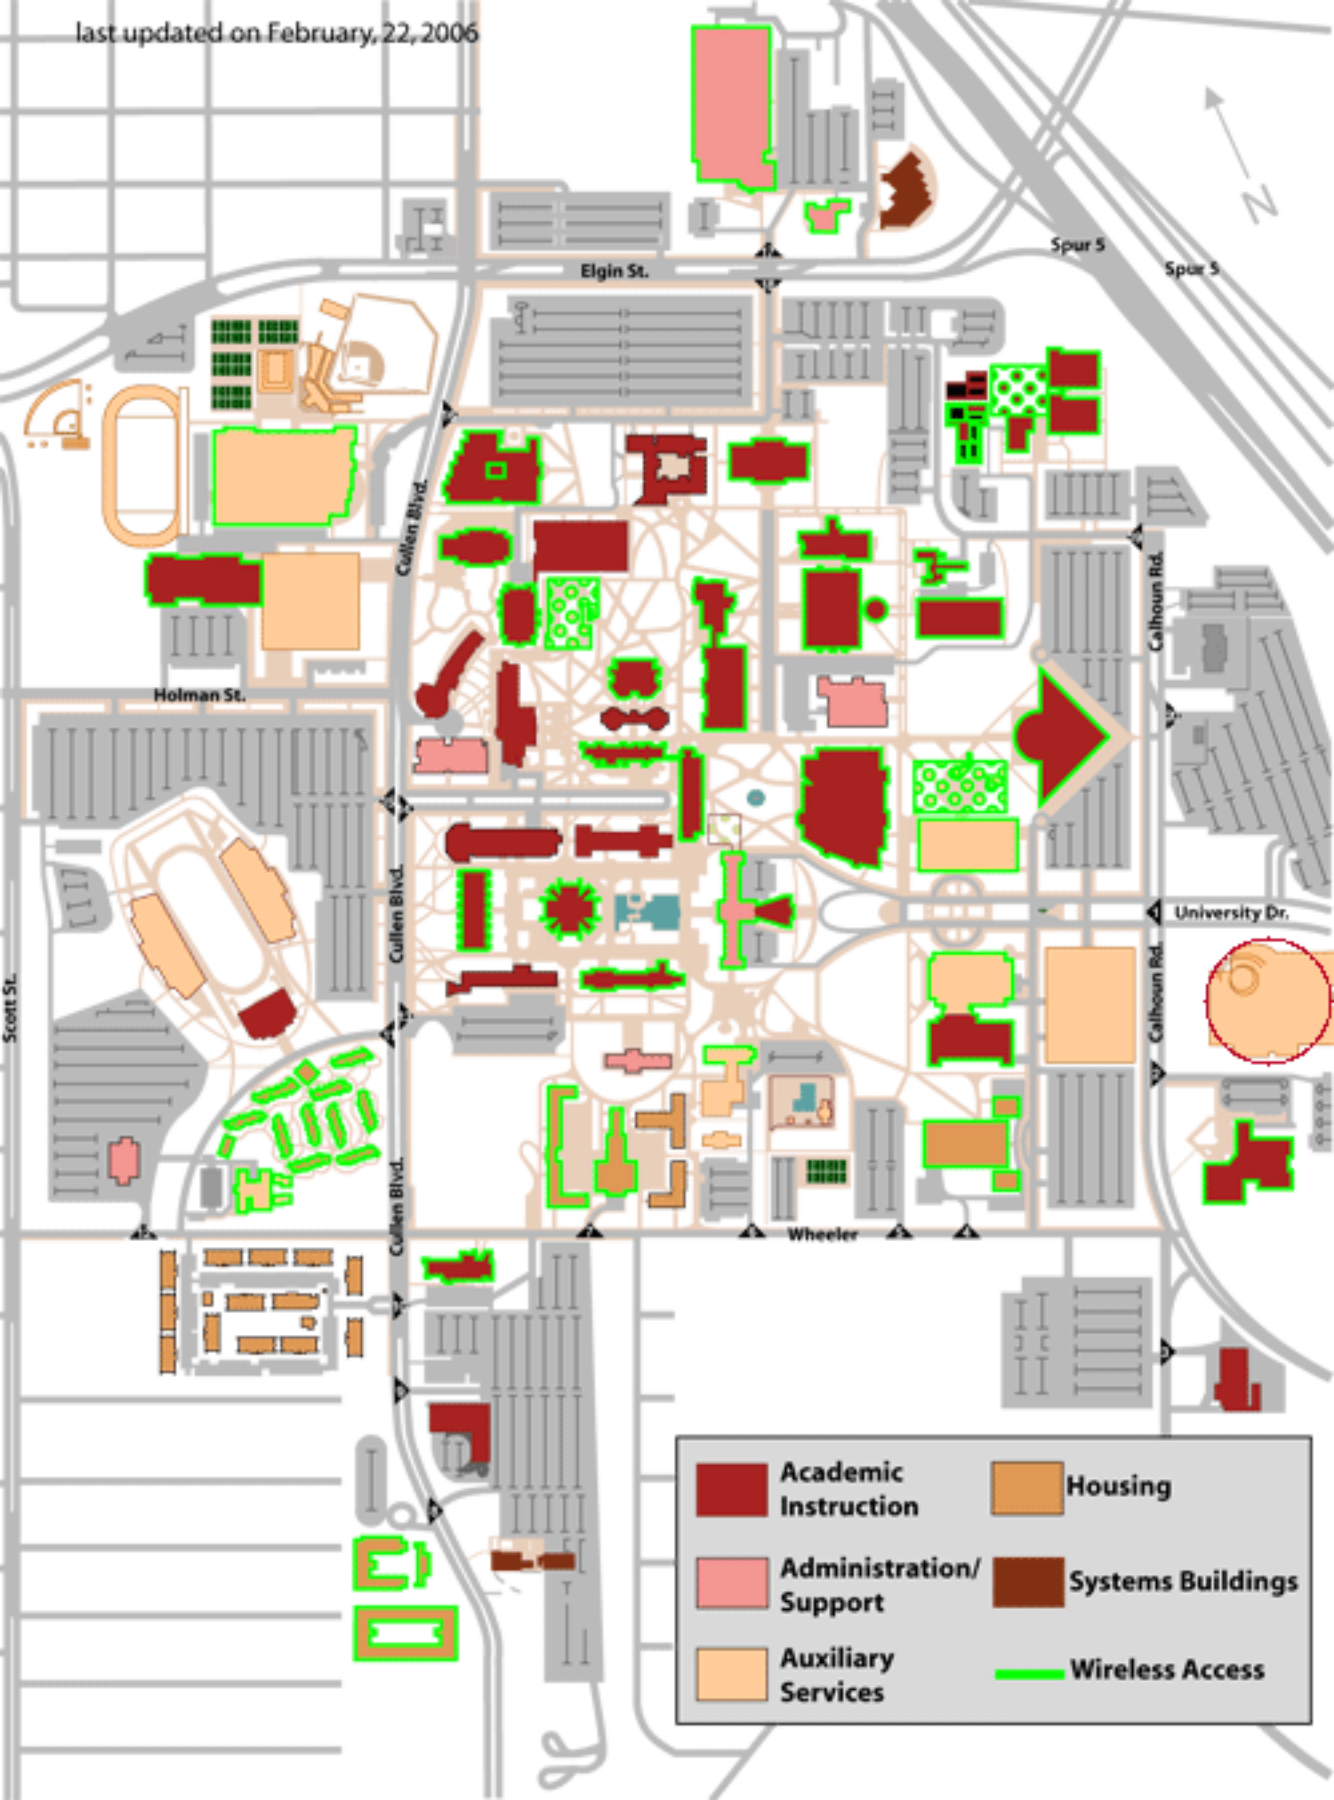 last updated on February, 22, 2006
N
Spur 5
Spur 5
Elgin St.
Cullen Blvd.
Calhoun Rd.
Holman St.
Cullen Blvd.
University Dr.
Scott St.
Calhoun Rd.
Cullen Blvd.
Wheeler
Academic
Instruction
Housing
Administration/
Support
Systems Buildings
Auxiliary
Services
Wireless Access